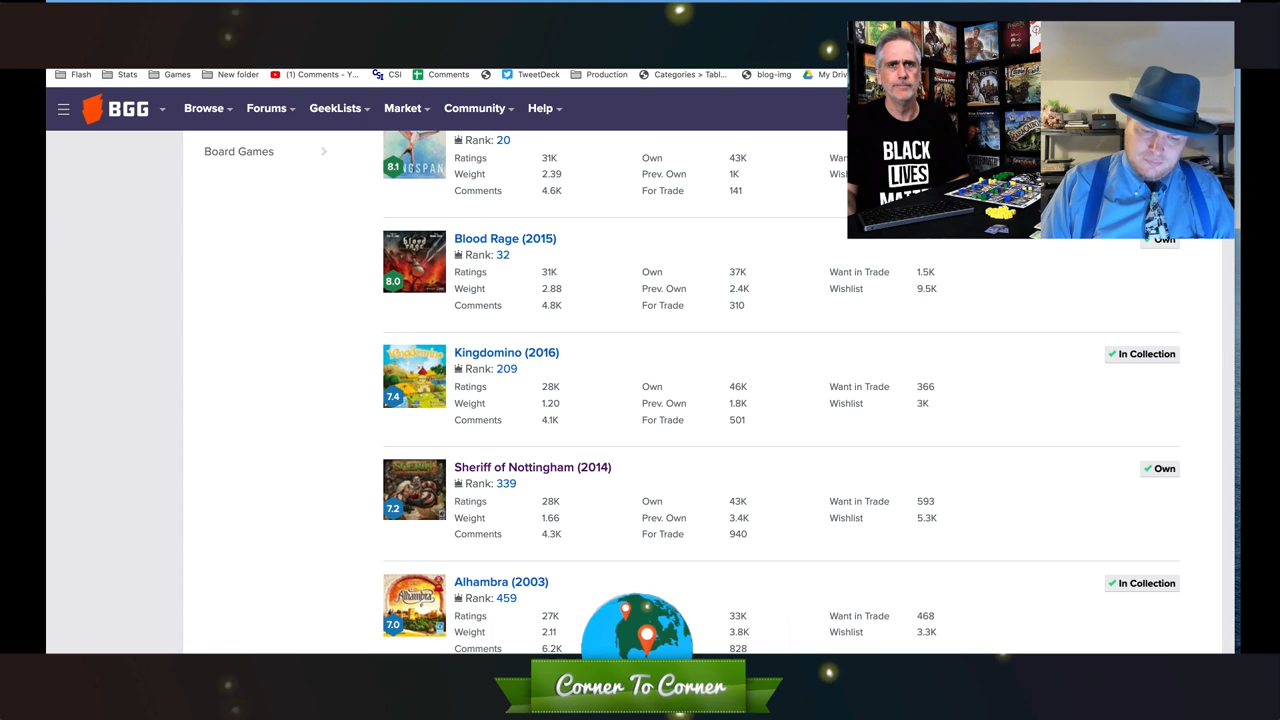 Flash Stats Games New folder (1) Comments - Y... CSI Comments TweetDeck Production Categories > Tabl... blog-img My Driv
BGG Browse Forums GeekLists Market Community Help
Board Games
Rank: 20
8.1
NGSPAN
Ratings 31K Own 43K
Weight 2.39 Prev. Own 1K
Comments 4.6K For Trade 141
BLACK
LIVES
Blood Rage (2015)
Own
Rank: 32
8.0
Ratings 31K Own 37K Want in Trade 1.5K
Weight 2.88 Prev. Own 2.4K Wishlist 9.5K
Comments 4.8K For Trade 310
Kingdomino (2016)
In Collection
Rank: 209
Kingdomino
7.4
Ratings 28K Own 46K Want in Trade 366
Weight 1.20 Prev. Own 1.8K Wishlist 3K
Comments 4.1K For Trade 501
Sheriff of Nottingham (2014)
Own
Rank: 339
7.2
Ratings 28K Own 43K Want in Trade 593
Weight 1.66 Prev. Own 3.4K Wishlist 5.3K
Comments 4.3K For Trade 940
Alhambra (2003)
In Collection
Rank: 459
Alhambra
7.0
Ratings 27K 33K Want in Trade 468
Weight 2.11 3.8K Wishlist 3.3K
Comments 6.2K 828
Corner To Corner